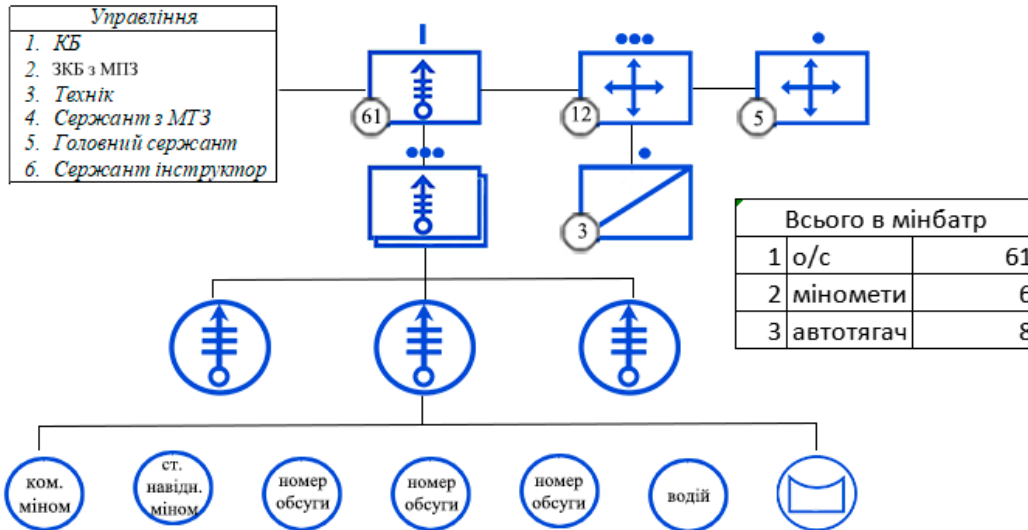 Управління
1. КБ
2. ЗКБ з МПЗ
3. Технік
4. Сержант з МТЗ
5. Головний сержант
6. Сержант інструктор
61
12
5
3
Всього в мінбатр
1 о/с 61
2 міномети 6
3 автотягач 8
ком.
міном
ст.
навідн.
міном
номер
обсуги
номер
обсуги
номер
обсуги
водій